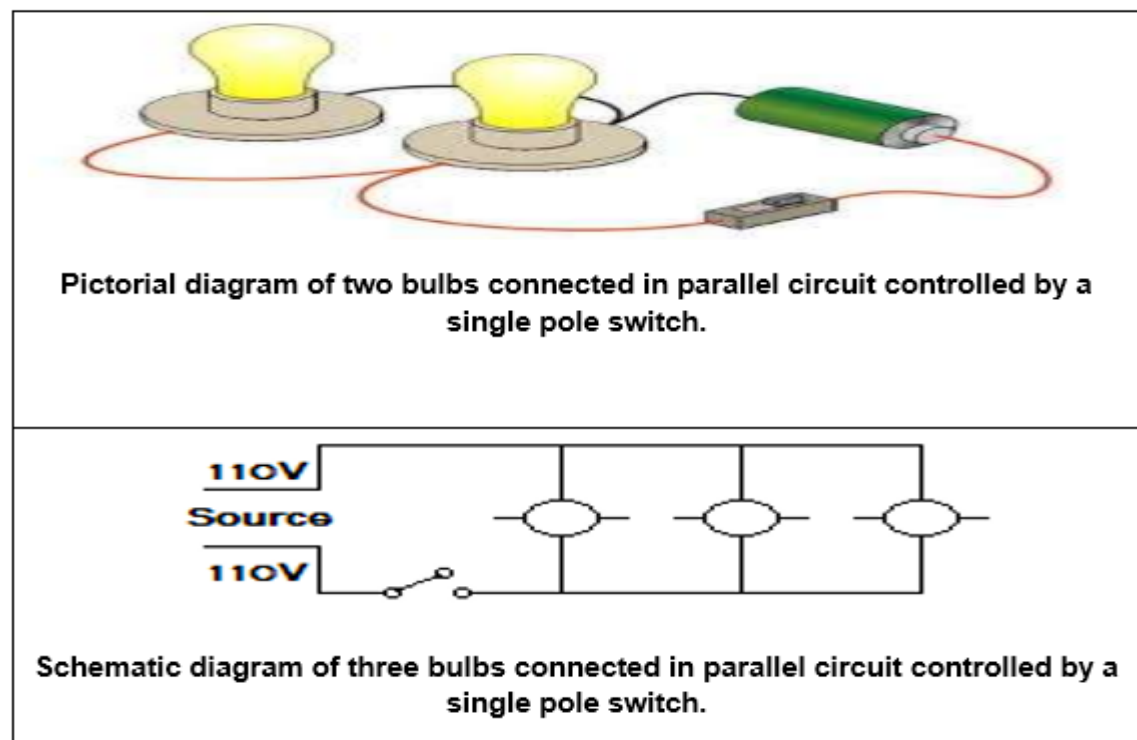 Pictorial diagram of two bulbs connected in parallel circuit controlled by a
single pole switch.
110V
Source
110V
Schematic diagram of three bulbs connected in parallel circuit controlled by a
single pole switch.